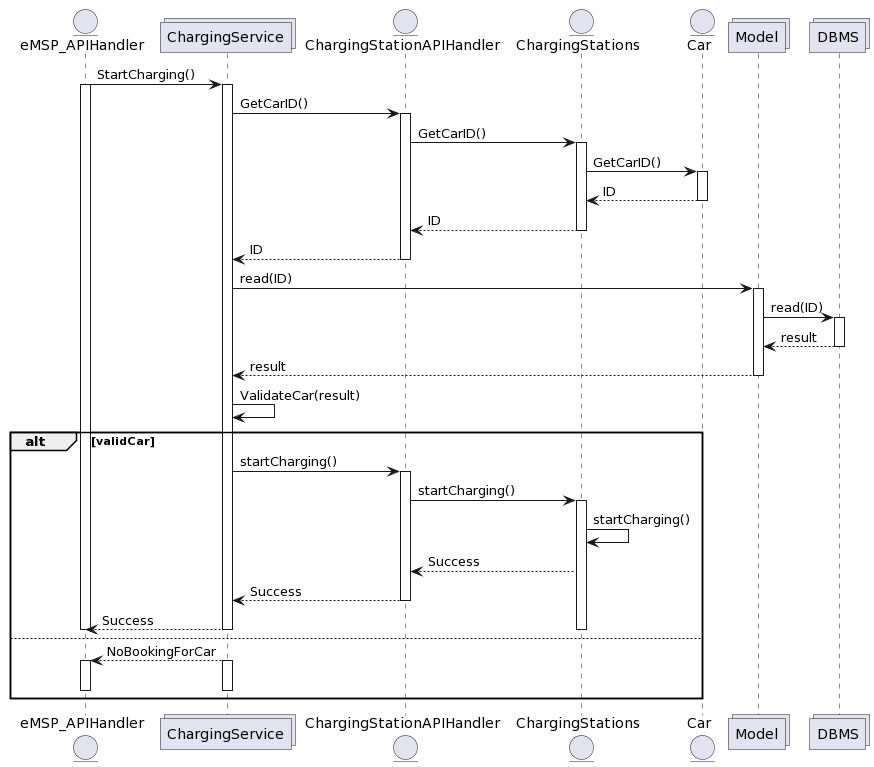 eMSP_APIHandler
ChargingService
ChargingStationAPIHandler
ChargingStations
Car
Model
DBMS
StartCharging()
GetCarID()
GetCarID()
GetCarID()
ID
ID
ID
read(ID)
read(ID)
result
result
ValidateCar(result)
alt [validCar]
startCharging()
startCharging()
startCharging()
Success
Success
Success
NoBookingForCar
eMSP_APIHandler
ChargingService
ChargingStationAPIHandler
ChargingStations
Car
Model
DBMS